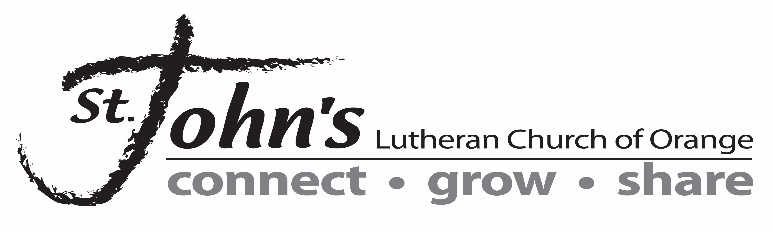 St. John's Lutheran Church of Orange
connect • grow • share